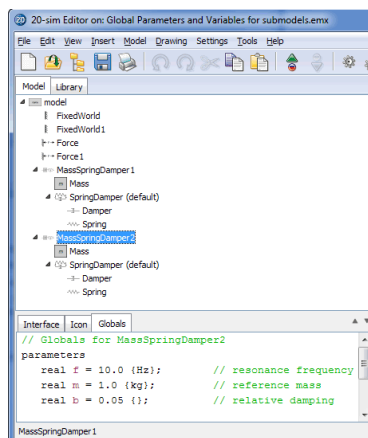 20-sim Editor on: Global Parameters and Variables for submodels.emx
File Edit View Insert Model Drawing Settings Tools Help
Model Library
model
FixedWorld
FixedWorld1
Force
Force1
MassSpringDamper1
Mass
SpringDamper (default)
Damper
Spring
MassSpringDamper2
Mass
SpringDamper (default)
Damper
Spring
Interface Icon Globals
// Globals for MassSpringDamper2
parameters
real f = 10.0 {Hz}; // resonance frequency
real m = 1.0 {kg}; // reference mass
real b = 0.05 {}; // relative damping
MassSpringDamper1